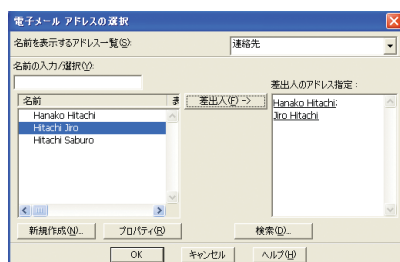 電子メール アドレスの選択
名前を表示するアドレス一覧(S):
連絡先
名前の入力/選択(Y):
差出人のアドレス指定:
名前
表
差出人(F) ->
Hanako Hitachi;
Jiro Hitachi
Hanako Hitachi
Hitachi Jiro
Hitachi Saburo
新規作成(N)...
プロパティ(R)
検索(D)...
OK
キャンセル
ヘルプ(H)